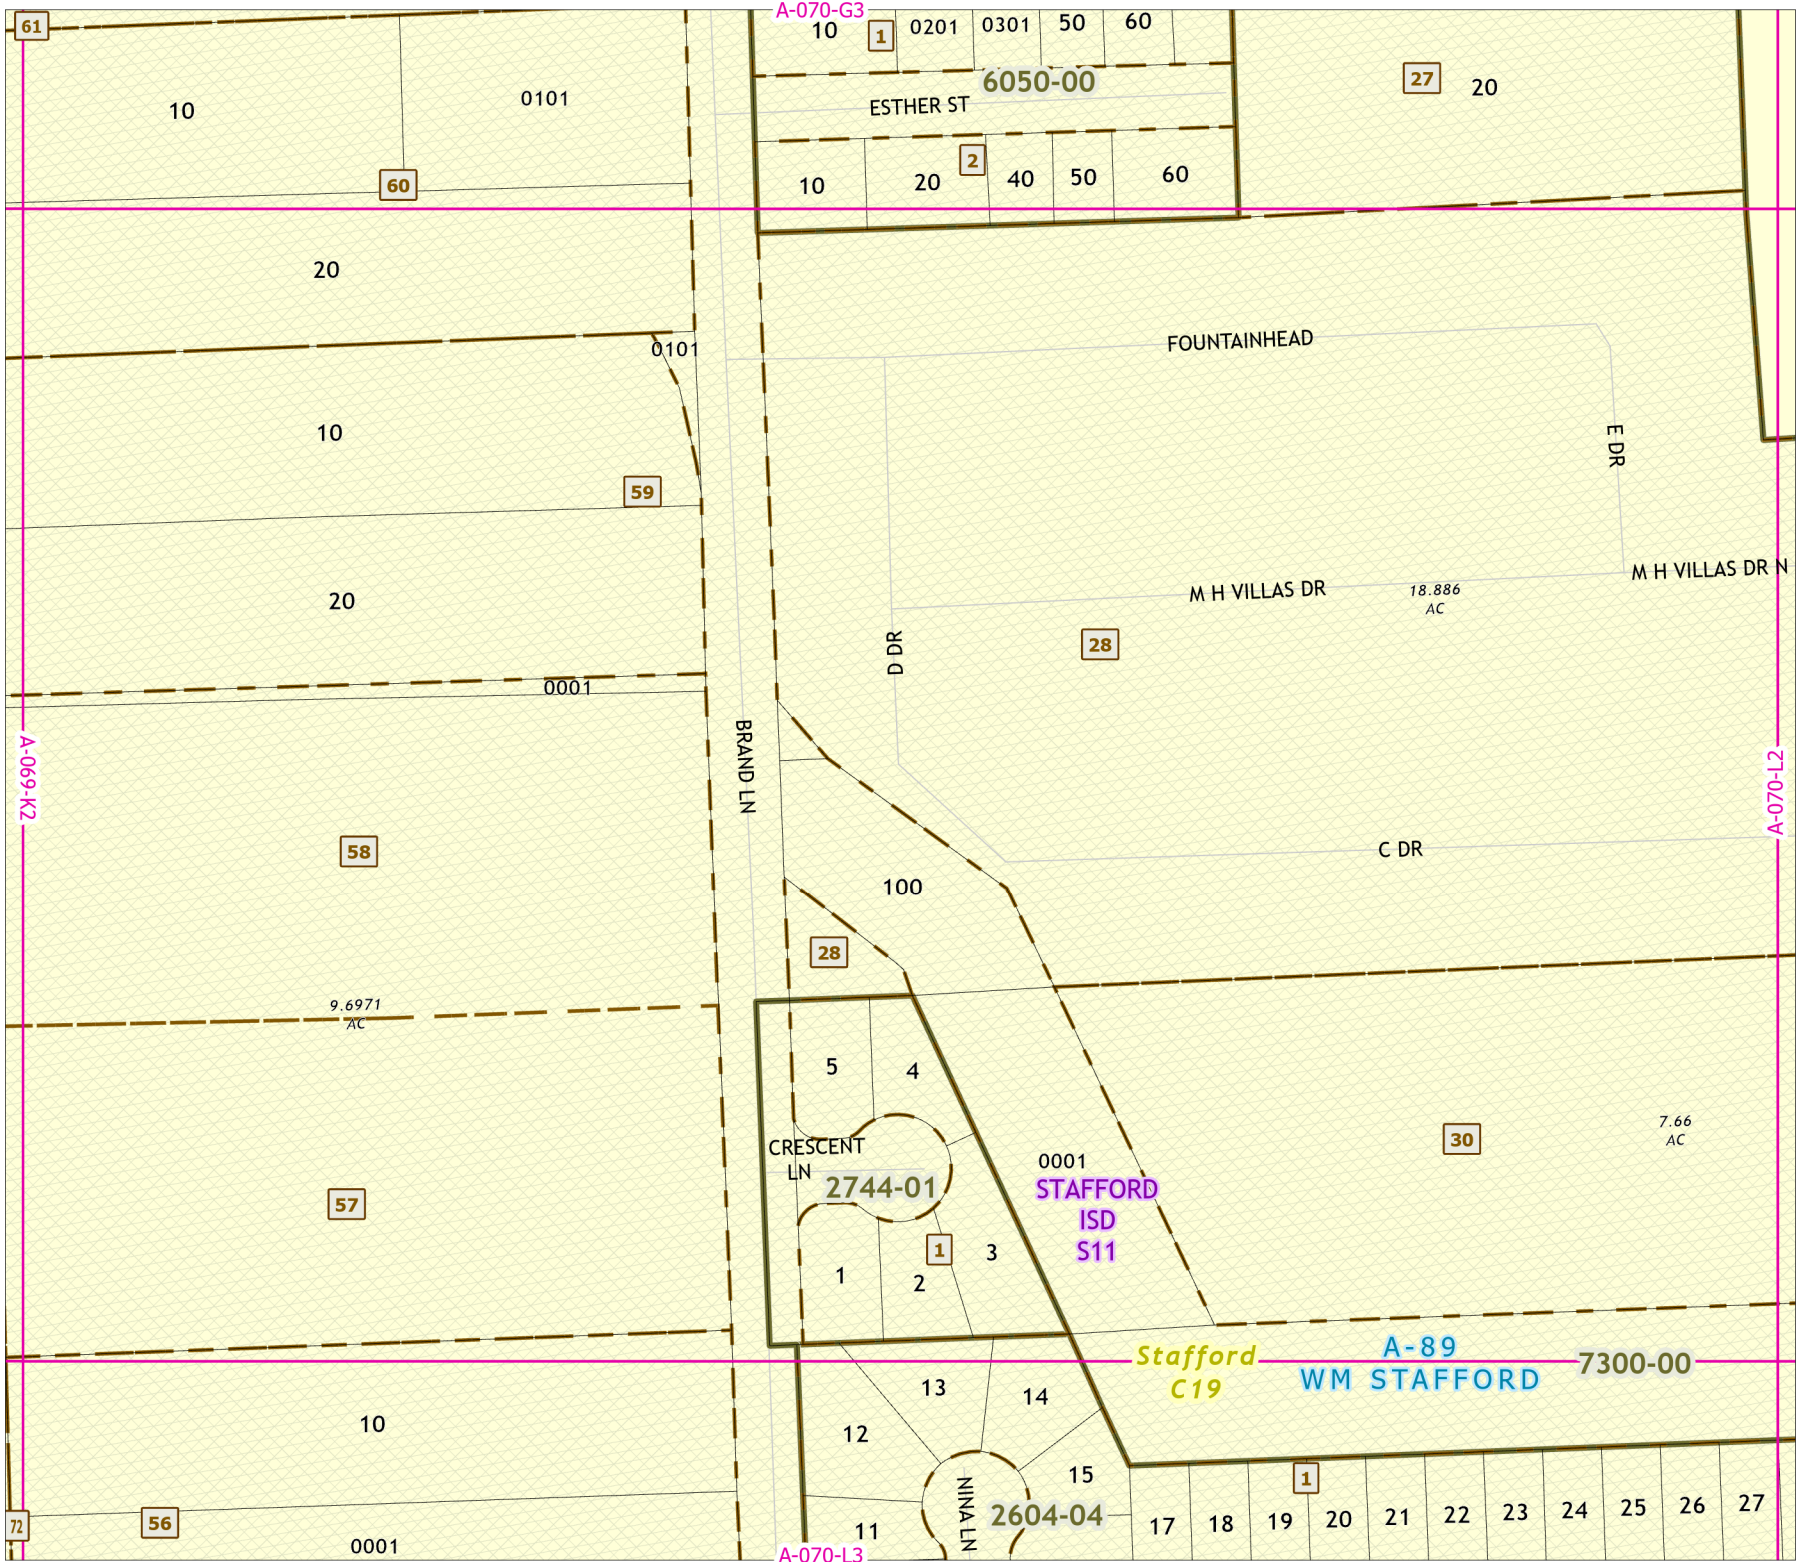 A-070-G3
61
10
1
0201
0301
50
60
6050-00
27
20
10
0101
ESTHER ST
60
2
10
20
40
50
60
20
0101
FOUNTAINHEAD
10
E DR
59
20
M H VILLAS DR
M H VILLAS DR N
18.886
AC
D DR
28
0001
BRAND LN
A-069-K2
A-070-L2
58
C DR
100
28
9.6971
AC
5
4
CRESCENT
LN
2744-01
0001
STAFFORD
ISD
S11
30
7.66
AC
57
1
3
1
2
Stafford
C19
A-89
WM STAFFORD
7300-00
13
14
10
12
15
1
NINA LN
2604-04
17
18
19
20
21
22
23
24
25
26
27
72
56
11
0001
A-070-L3